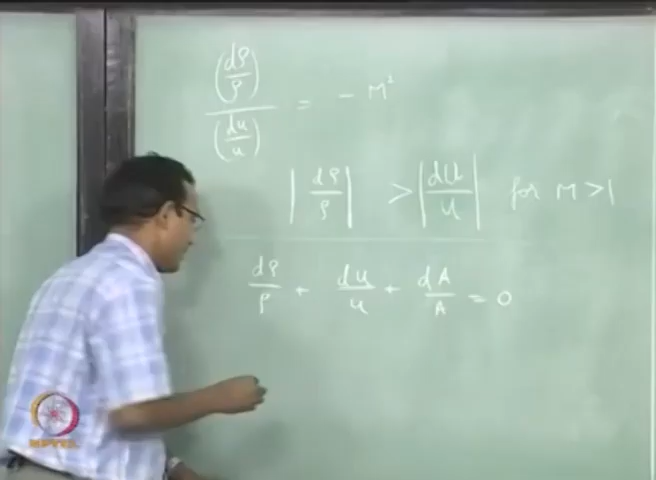 (dρ/ρ) / (du/u) = - M²
|dρ/ρ| > |dU/u| for M > 1
dρ/ρ + du/u + dA/A = 0
NPTEL